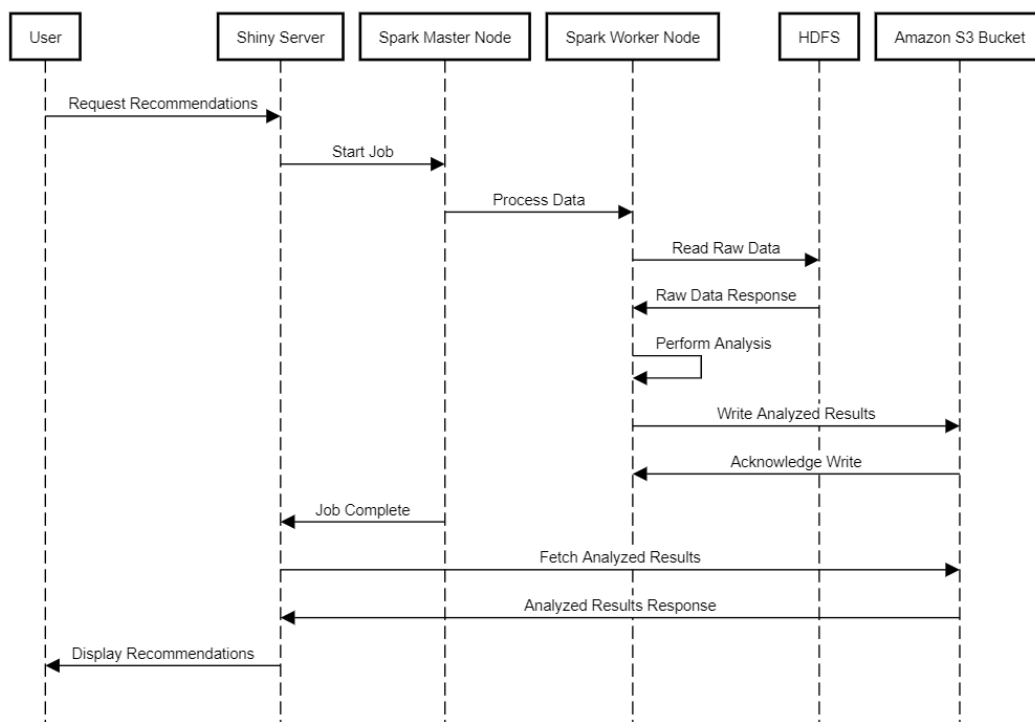 User
Shiny Server
Spark Master Node
Spark Worker Node
HDFS
Amazon S3 Bucket
Request Recommendations
Start Job
Process Data
Read Raw Data
Raw Data Response
Perform Analysis
Write Analyzed Results
Acknowledge Write
Job Complete
Fetch Analyzed Results
Analyzed Results Response
Display Recommendations